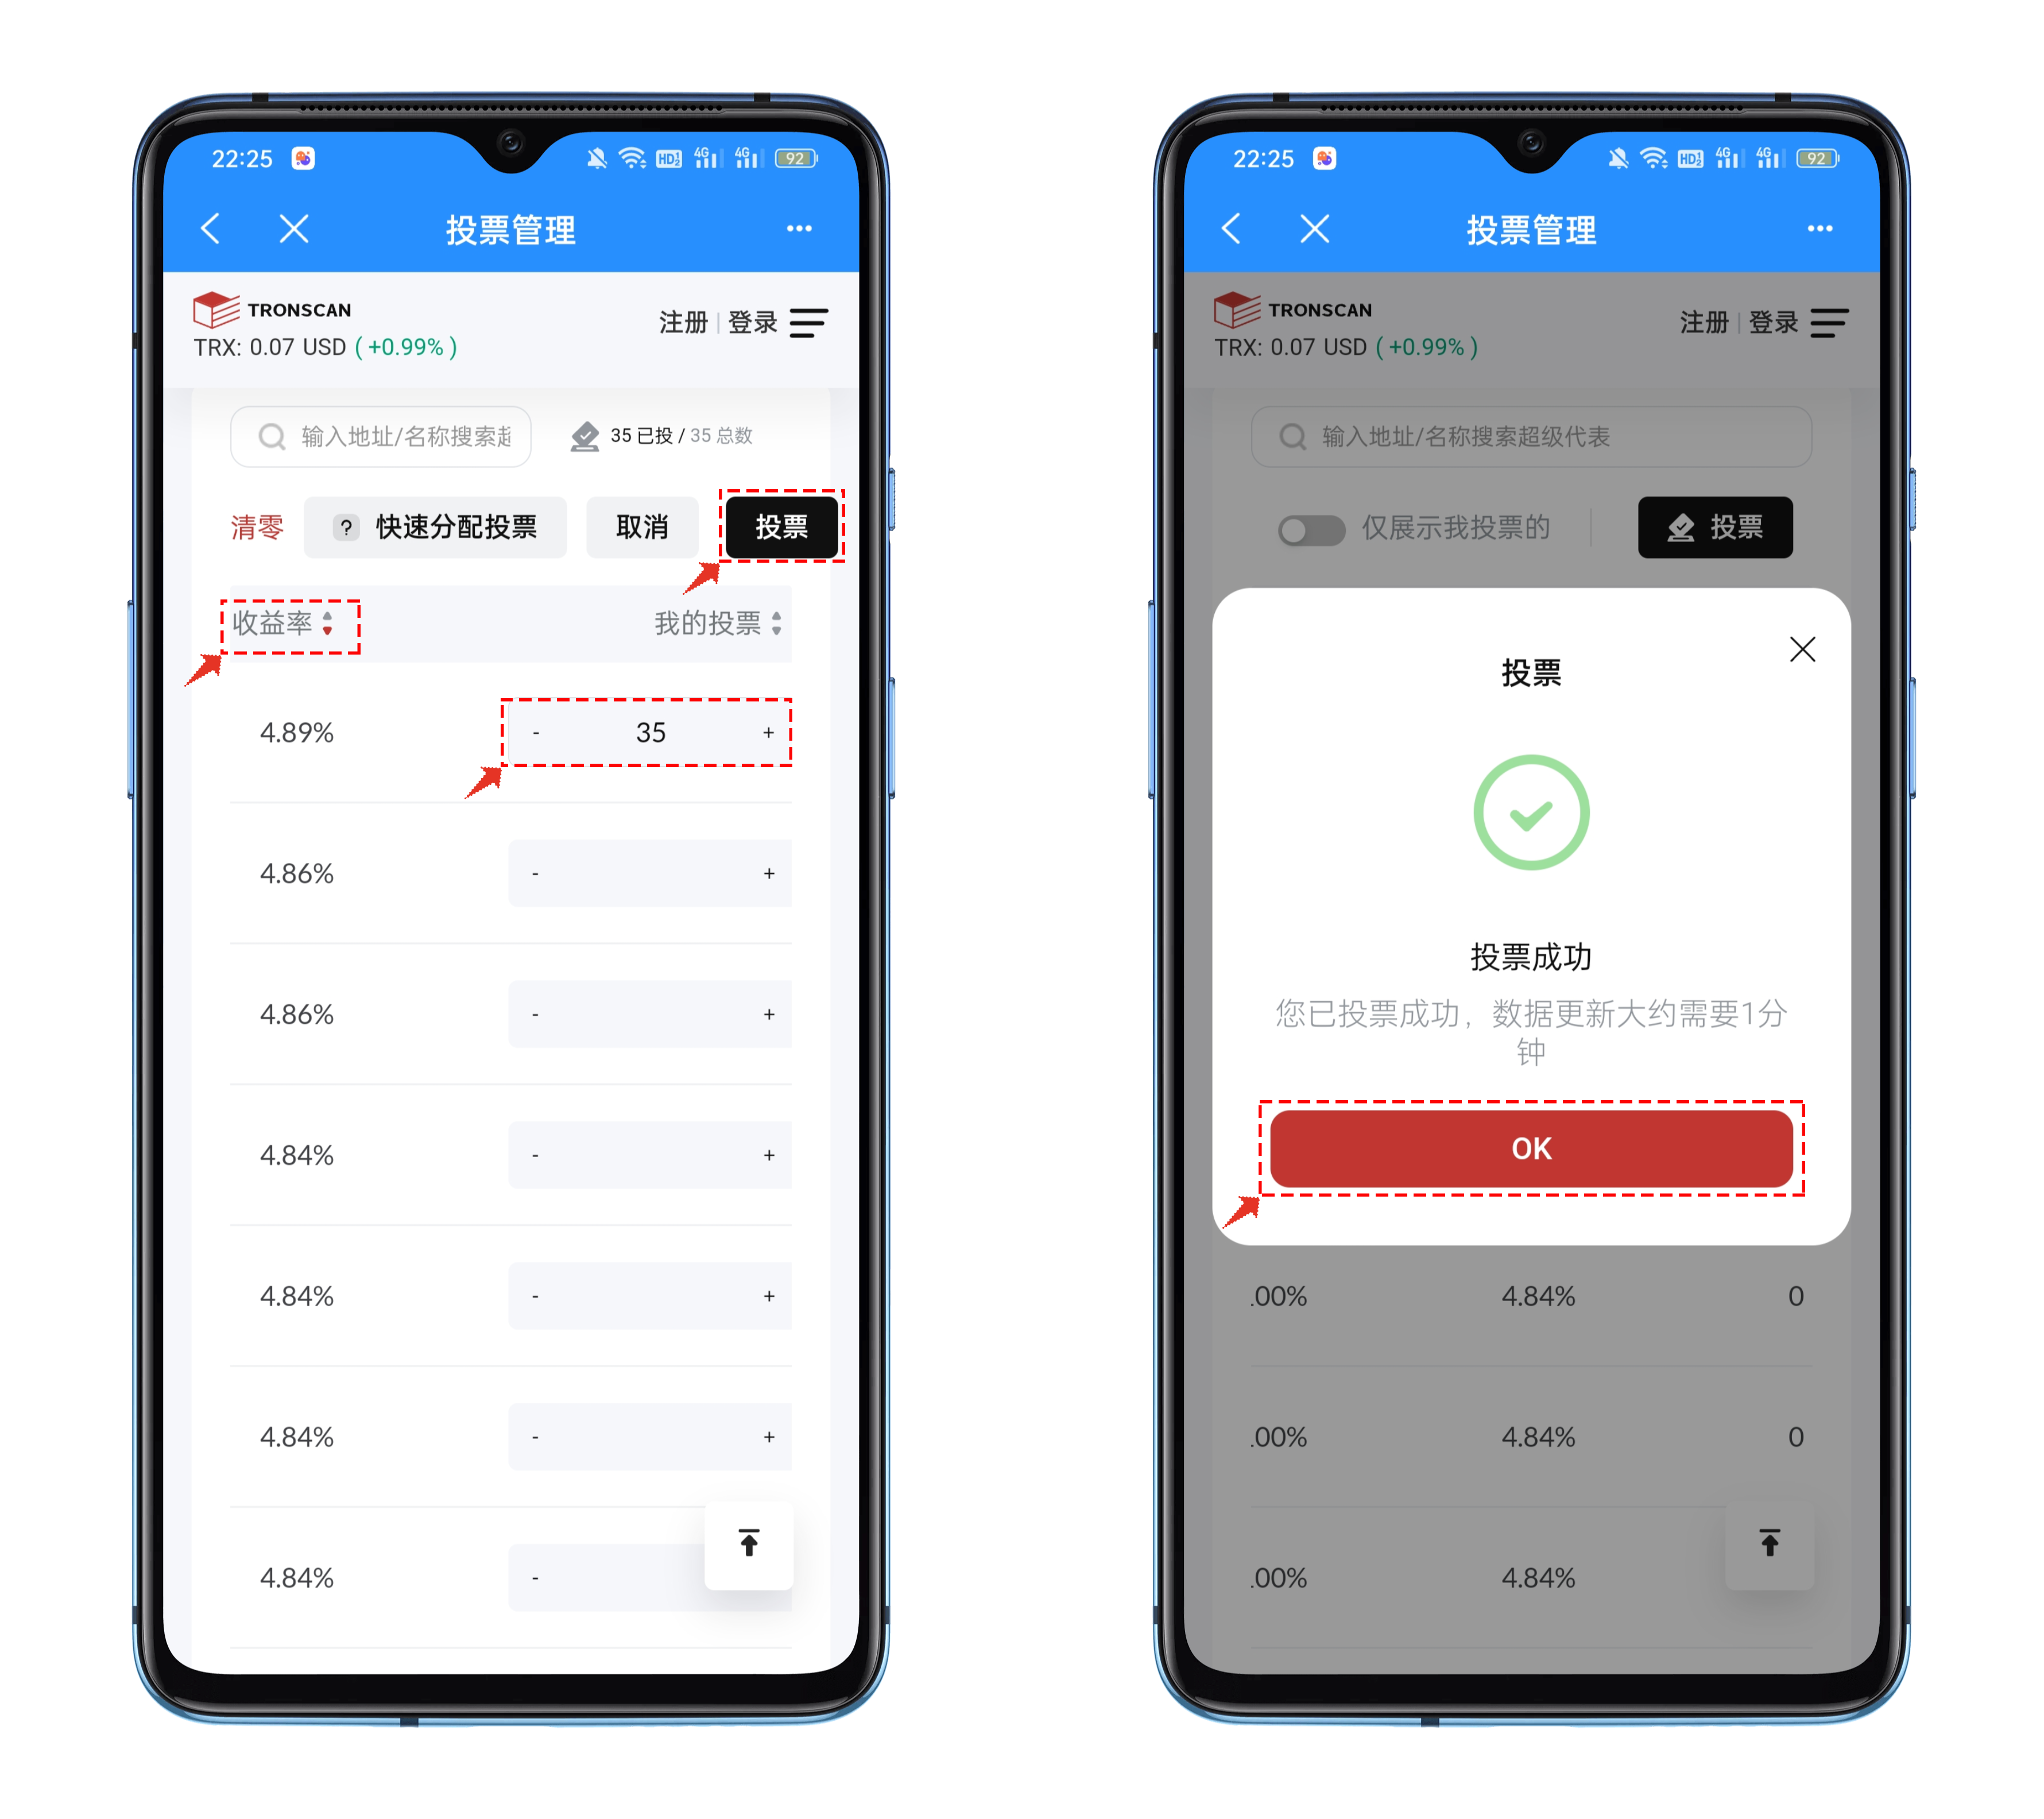 22:25
HD 1 2 4G 4G 92
投票管理
TRONSCAN
注册 | 登录
TRX: 0.07 USD ( +0.99% )
输入地址/名称搜索
35 已投 / 35 总数
清零 ? 快速分配投票 取消 投票
收益率 我的投票
4.89% - 35 +
4.86% - +
4.86% - +
4.84% - +
4.84% - +
4.84% - +
4.84% -
22:25
HD 1 2 4G 4G 92
投票管理
TRONSCAN
注册 | 登录
TRX: 0.07 USD ( +0.99% )
输入地址/名称搜索超级代表
仅展示我投票的 投票
投票
投票成功
您已投票成功，数据更新大约需要1分
钟
OK
.00% 4.84% 0
.00% 4.84% 0
.00% 4.84%